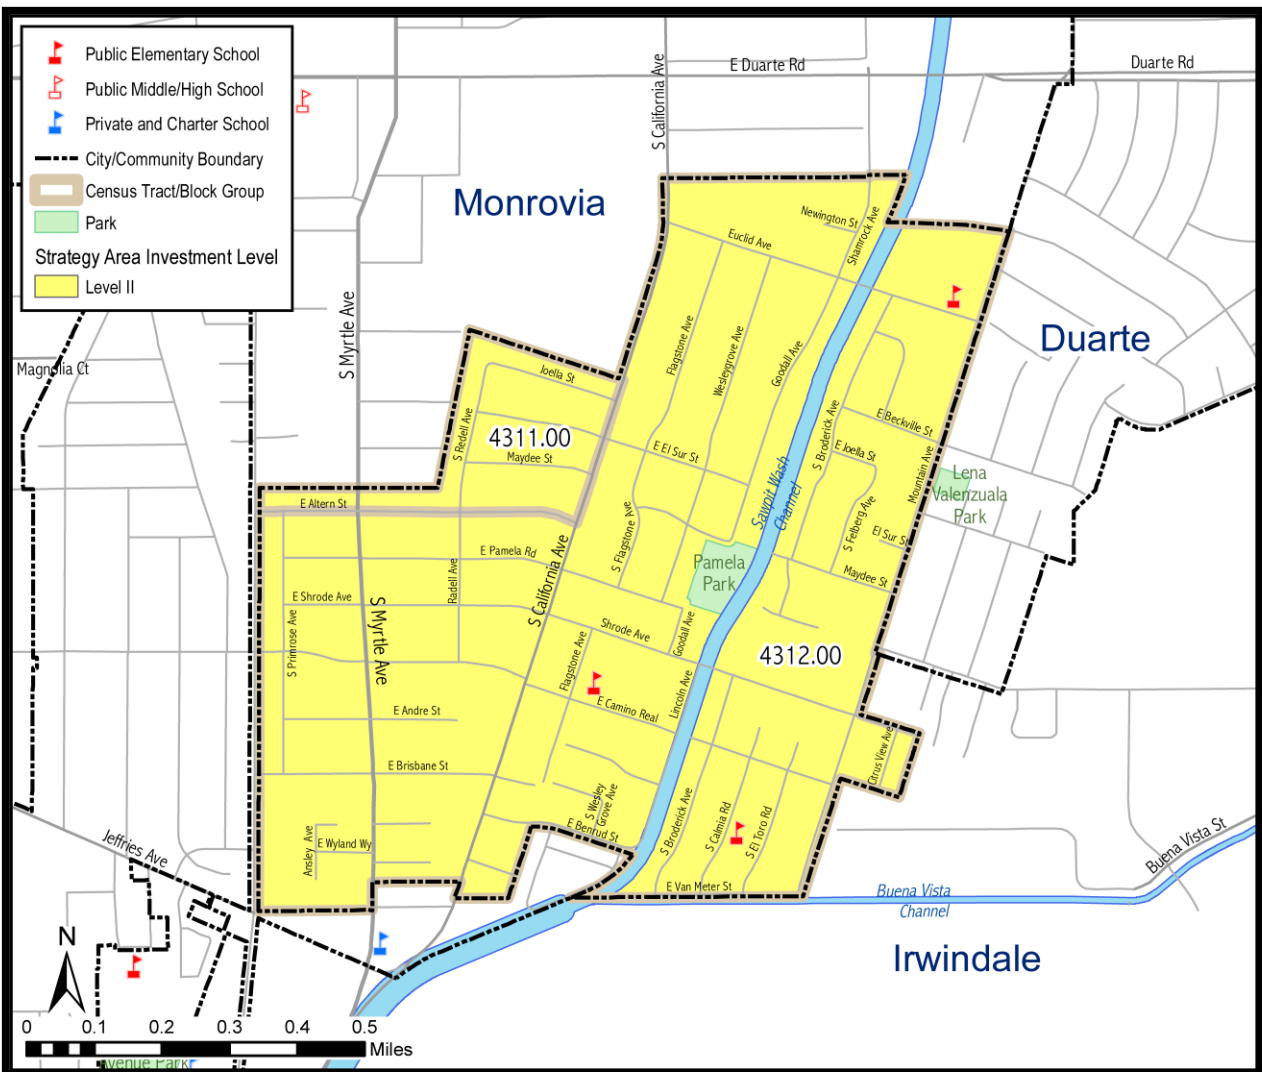 Public Elementary School
Public Middle/High School
Private and Charter School
City/Community Boundary
Census Tract/Block Group
Park
Strategy Area Investment Level
Level II
E Duarte Rd
Duarte Rd
S California Ave
Monrovia
Newington St
Shamrock Ave
Euclid Ave
S Myrtle Ave
Flagstone Ave
Wesleygrove Ave
Goodall Ave
Duarte
Magnolia Ct
Joella St
S Redell Ave
4311.00
Maydee St
E El Sur St
S Broderick Ave
E Beckville St
E Joella St
Mountain Ave
Lena
Valenzuala
Park
Sawpit Wash
Channel
E Altern St
S Flagstone Ave
S Felberg Ave
El Sur St
E Pamela Rd
Radell Ave
S California Ave
Pamela
Park
Maydee St
E Shrode Ave
S Primrose Ave
S Myrtle Ave
Shrode Ave
Goodall Ave
4312.00
Flagstone Ave
Lincoln Ave
E Camino Real
E Andre St
Citrus View Ave
E Brisbane St
S Wesley
Grove Ave
S Broderick Ave
S Calmia Rd
S El Toro Rd
E Benrud St
Ansley Ave
E Wyland Wy
Jeffries Ave
E Van Meter St
Buena Vista St
Buena Vista
Channel
Irwindale
N
0 0.1 0.2 0.3 0.4 0.5
Miles
Avenue Park